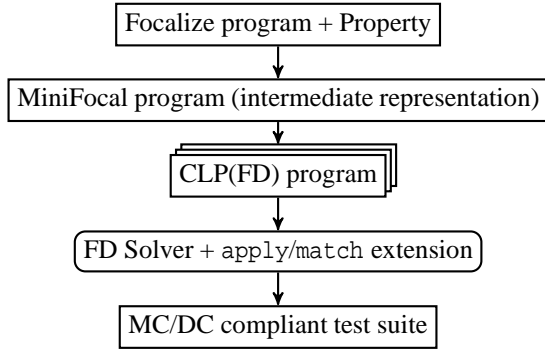 Focalize program + Property
MiniFocal program (intermediate representation)
CLP(FD) program
FD Solver + apply/match extension
MC/DC compliant test suite